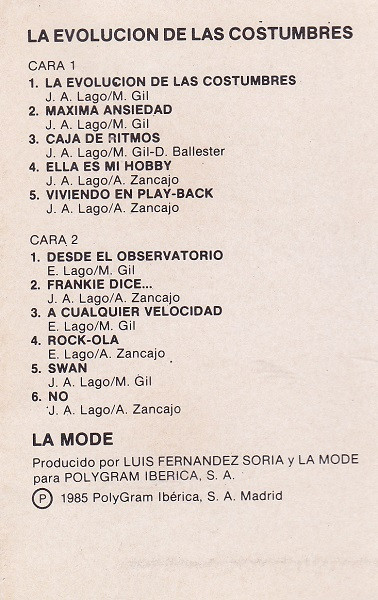 LA EVOLUCION DE LAS COSTUMBRES
CARA 1
1. LA EVOLUCION DE LAS COSTUMBRES
J. A. Lago/M. Gil
2. MAXIMA ANSIEDAD
J. A. Lago/M. Gil
3. CAJA DE RITMOS
J. A. Lago/M. Gil-D. Ballester
4. ELLA ES MI HOBBY
J. A. Lago/A. Zancajo
5. VIVIENDO EN PLAY-BACK
J. A. Lago/A. Zancajo
CARA 2
1. DESDE EL OBSERVATORIO
E. Lago/M. Gil
2. FRANKIE DICE...
J. A. Lago/A. Zancajo
3. A CUALQUIER VELOCIDAD
E. Lago/M. Gil
4. ROCK-OLA
E. Lago/A. Zancajo
5. SWAN
J. A. Lago/M. Gil
6. NO
J. A. Lago/A. Zancajo
LA MODE
Producido por LUIS FERNANDEZ SORIA y LA MODE
para POLYGRAM IBERICA, S. A.
Ⓟ 1985 PolyGram Ibérica, S. A. Madrid